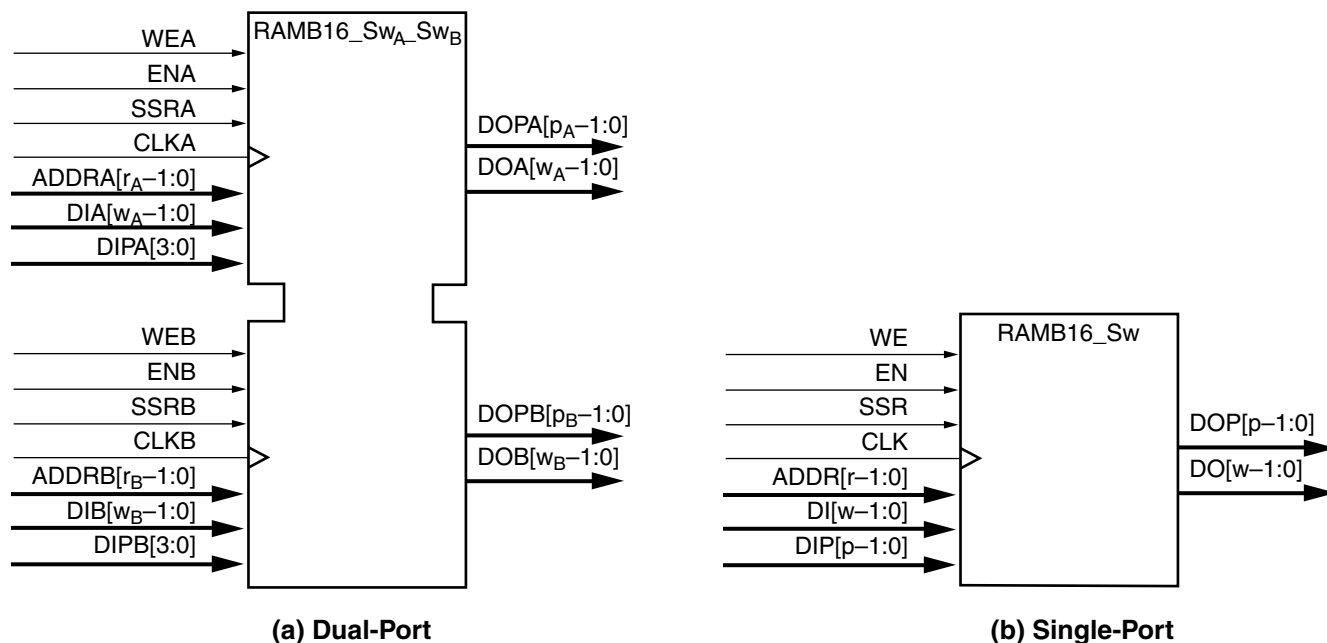 RAMB16_SwA_SwB
WEA
ENA
SSRA
CLKA
ADDRA[rA–1:0]
DIA[wA–1:0]
DIPA[3:0]
DOPA[pA–1:0]
DOA[wA–1:0]
WEB
ENB
SSRB
CLKB
ADDRB[rB–1:0]
DIB[wB–1:0]
DIPB[3:0]
DOPB[pB–1:0]
DOB[wB–1:0]
(a) Dual-Port
RAMB16_Sw
WE
EN
SSR
CLK
ADDR[r–1:0]
DI[w–1:0]
DIP[p–1:0]
DOP[p–1:0]
DO[w–1:0]
(b) Single-Port